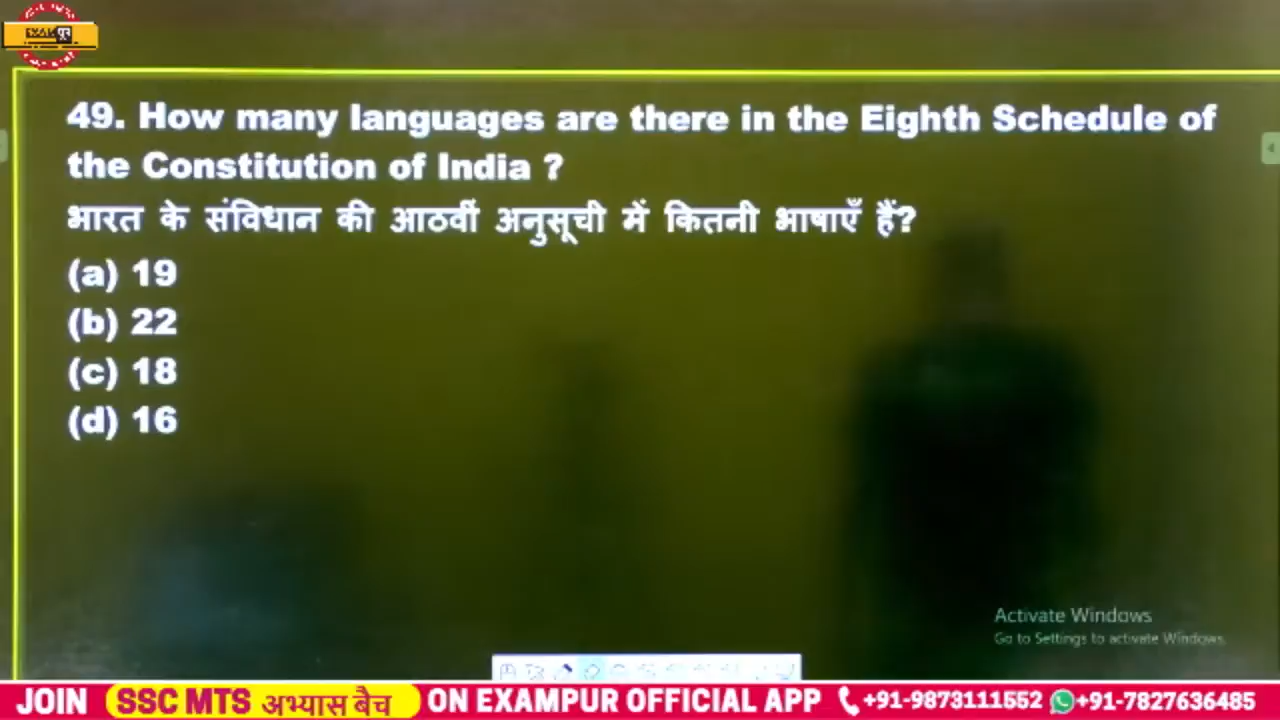 EXAM पुर
49. How many languages are there in the Eighth Schedule of
the Constitution of India ?
भारत के संविधान की आठवीं अनुसूची में कितनी भाषाएँ हैं?
(a) 19
(b) 22
(c) 18
(d) 16
Activate Windows
Go to Settings to activate Windows.
JOIN SSC MTS अभ्यास बैच ON EXAMPUR OFFICIAL APP +91-9873111552 +91-7827636485